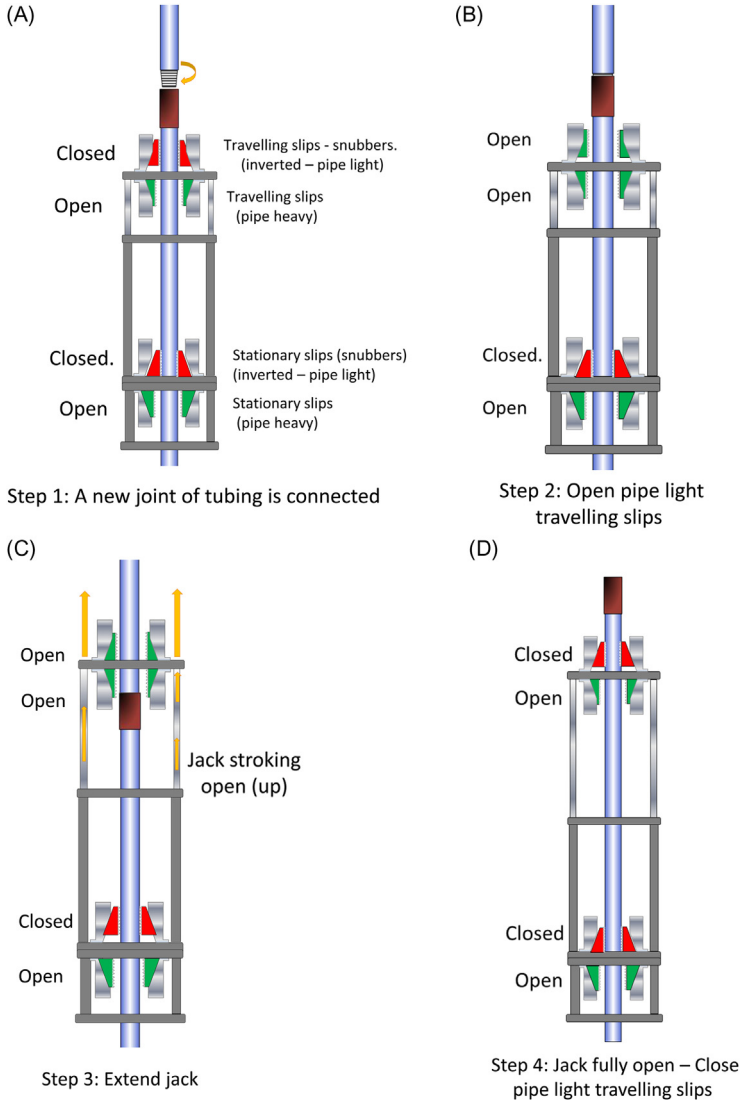 (A)
Closed
Travelling slips - snubbers.
(inverted – pipe light)
Open
Travelling slips
(pipe heavy)
Closed.
Stationary slips (snubbers)
(inverted – pipe light)
Open
Stationary slips
(pipe heavy)
Step 1: A new joint of tubing is connected
(B)
Open
Open
Closed.
Open
Step 2: Open pipe light
travelling slips
(C)
Open
Open
Jack stroking
open (up)
Closed
Open
Step 3: Extend jack
(D)
Closed
Open
Closed
Open
Step 4: Jack fully open – Close
pipe light travelling slips